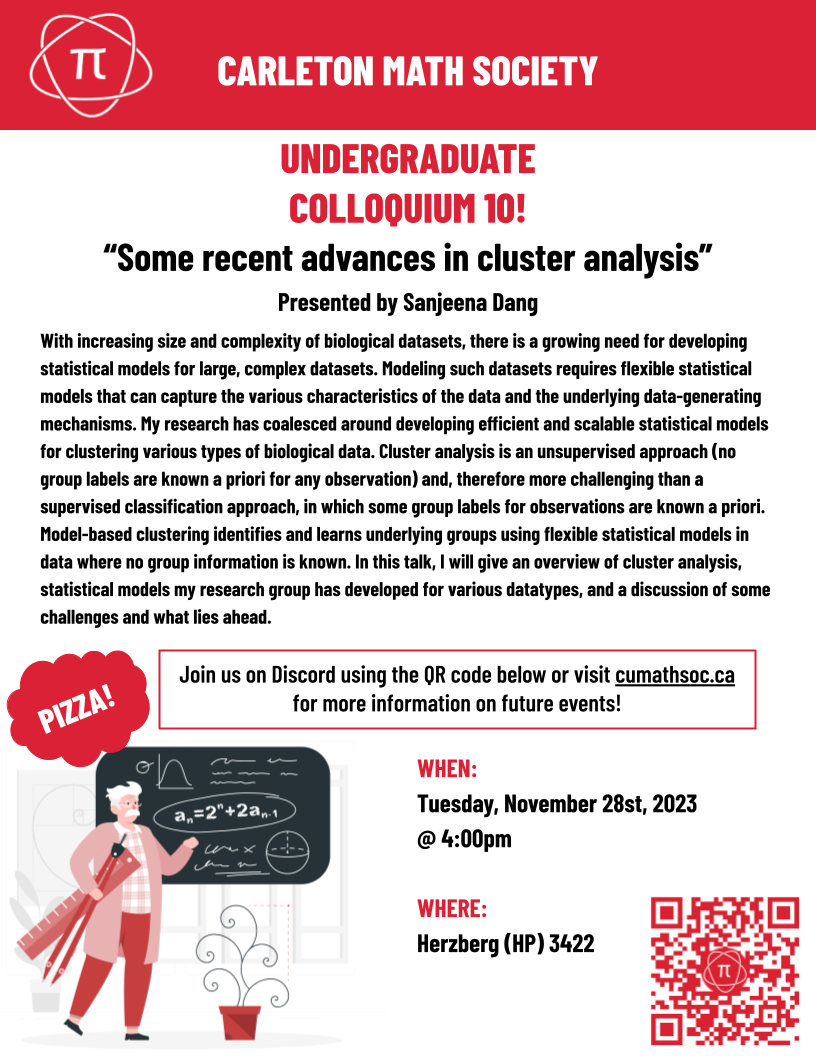 π
CARLETON MATH SOCIETY
UNDERGRADUATE
COLLOQUIUM 10!
“Some recent advances in cluster analysis”
Presented by Sanjeena Dang
With increasing size and complexity of biological datasets, there is a growing need for developing
statistical models for large, complex datasets. Modeling such datasets requires flexible statistical
models that can capture the various characteristics of the data and the underlying data-generating
mechanisms. My research has coalesced around developing efficient and scalable statistical models
for clustering various types of biological data. Cluster analysis is an unsupervised approach (no
group labels are known a priori for any observation) and, therefore more challenging than a
supervised classification approach, in which some group labels for observations are known a priori.
Model-based clustering identifies and learns underlying groups using flexible statistical models in
data where no group information is known. In this talk, I will give an overview of cluster analysis,
statistical models my research group has developed for various datatypes, and a discussion of some
challenges and what lies ahead.
PIZZA!
Join us on Discord using the QR code below or visit cumathsoc.ca
for more information on future events!
aₙ=2ⁿ+2aₙ₋₁
WHEN:
Tuesday, November 28st, 2023
@ 4:00pm
WHERE:
Herzberg (HP) 3422
π